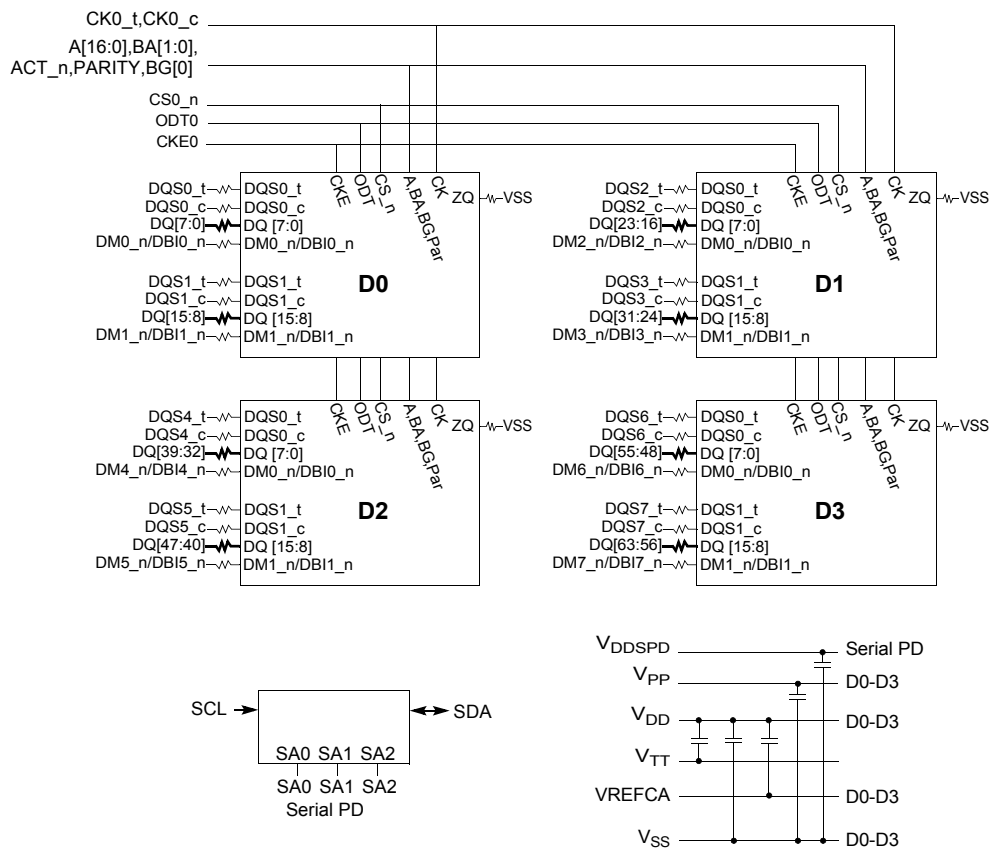 CK0_t,CK0_c
A[16:0],BA[1:0],
ACT_n,PARITY,BG[0]
CS0_n
ODT0
CKE0
CKE
ODT
CS_n
A,BA,BG,Par
CK
ZQ
VSS
DQS0_t
DQS0_t
DQS0_c
DQS0_c
DQ[7:0]
DQ [7:0]
DM0_n/DBI0_n
DM0_n/DBI0_n
D0
DQS1_t
DQS1_t
DQS1_c
DQS1_c
DQ[15:8]
DQ [15:8]
DM1_n/DBI1_n
DM1_n/DBI1_n
CKE
ODT
CS_n
A,BA,BG,Par
CK
ZQ
VSS
DQS2_t
DQS0_t
DQS2_c
DQS0_c
DQ[23:16]
DQ [7:0]
DM2_n/DBI2_n
DM0_n/DBI0_n
D1
DQS3_t
DQS1_t
DQS3_c
DQS1_c
DQ[31:24]
DQ [15:8]
DM3_n/DBI3_n
DM1_n/DBI1_n
CKE
ODT
CS_n
A,BA,BG,Par
CK
ZQ
VSS
DQS4_t
DQS0_t
DQS4_c
DQS0_c
DQ[39:32]
DQ [7:0]
DM4_n/DBI4_n
DM0_n/DBI0_n
D2
DQS5_t
DQS1_t
DQS5_c
DQS1_c
DQ[47:40]
DQ [15:8]
DM5_n/DBI5_n
DM1_n/DBI1_n
CKE
ODT
CS_n
A,BA,BG,Par
CK
ZQ
VSS
DQS6_t
DQS0_t
DQS6_c
DQS0_c
DQ[55:48]
DQ [7:0]
DM6_n/DBI6_n
DM0_n/DBI0_n
D3
DQS7_t
DQS1_t
DQS7_c
DQS1_c
DQ[63:56]
DQ [15:8]
DM7_n/DBI7_n
DM1_n/DBI1_n
SCL
SDA
SA0 SA1 SA2
SA0 SA1 SA2
Serial PD
VDDSPD
Serial PD
VPP
D0-D3
VDD
D0-D3
VTT
VREFCA
D0-D3
VSS
D0-D3